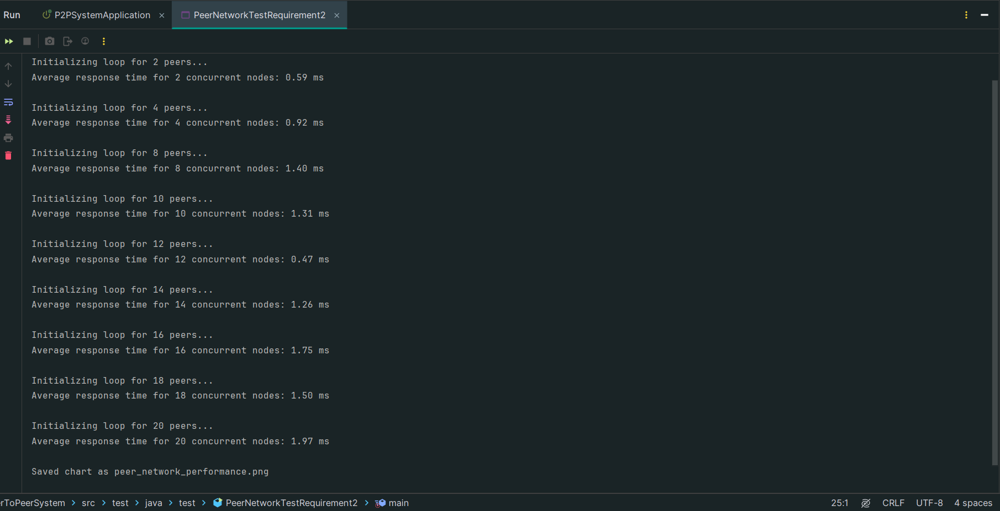 Run P2PSystemApplication PeerNetworkTestRequirement2
Initializing loop for 2 peers...
Average response time for 2 concurrent nodes: 0.59 ms
Initializing loop for 4 peers...
Average response time for 4 concurrent nodes: 0.92 ms
Initializing loop for 8 peers...
Average response time for 8 concurrent nodes: 1.40 ms
Initializing loop for 10 peers...
Average response time for 10 concurrent nodes: 1.31 ms
Initializing loop for 12 peers...
Average response time for 12 concurrent nodes: 0.47 ms
Initializing loop for 14 peers...
Average response time for 14 concurrent nodes: 1.26 ms
Initializing loop for 16 peers...
Average response time for 16 concurrent nodes: 1.75 ms
Initializing loop for 18 peers...
Average response time for 18 concurrent nodes: 1.50 ms
Initializing loop for 20 peers...
Average response time for 20 concurrent nodes: 1.97 ms
Saved chart as peer_network_performance.png
rToPeerSystem > src > test > java > test > PeerNetworkTestRequirement2 > main 25:1 CRLF UTF-8 4 spaces